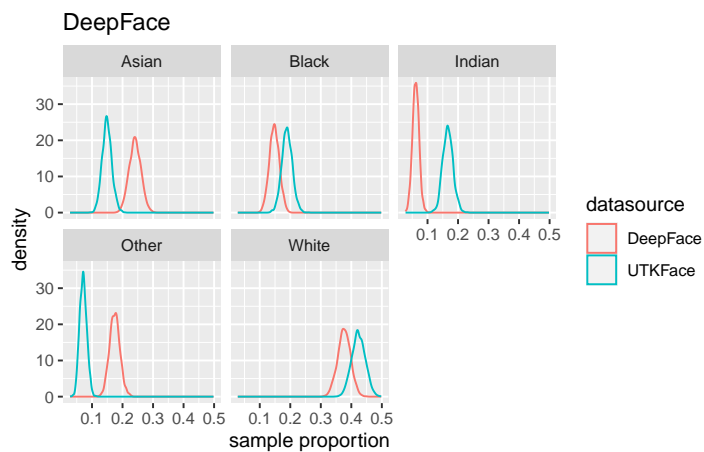 DeepFace
Asian Black Indian
30
20
10
0
0.1 0.2 0.3 0.4 0.5
density
Other White
30
20
10
0
0.1 0.2 0.3 0.4 0.5 0.1 0.2 0.3 0.4 0.5
sample proportion
datasource
DeepFace
UTKFace